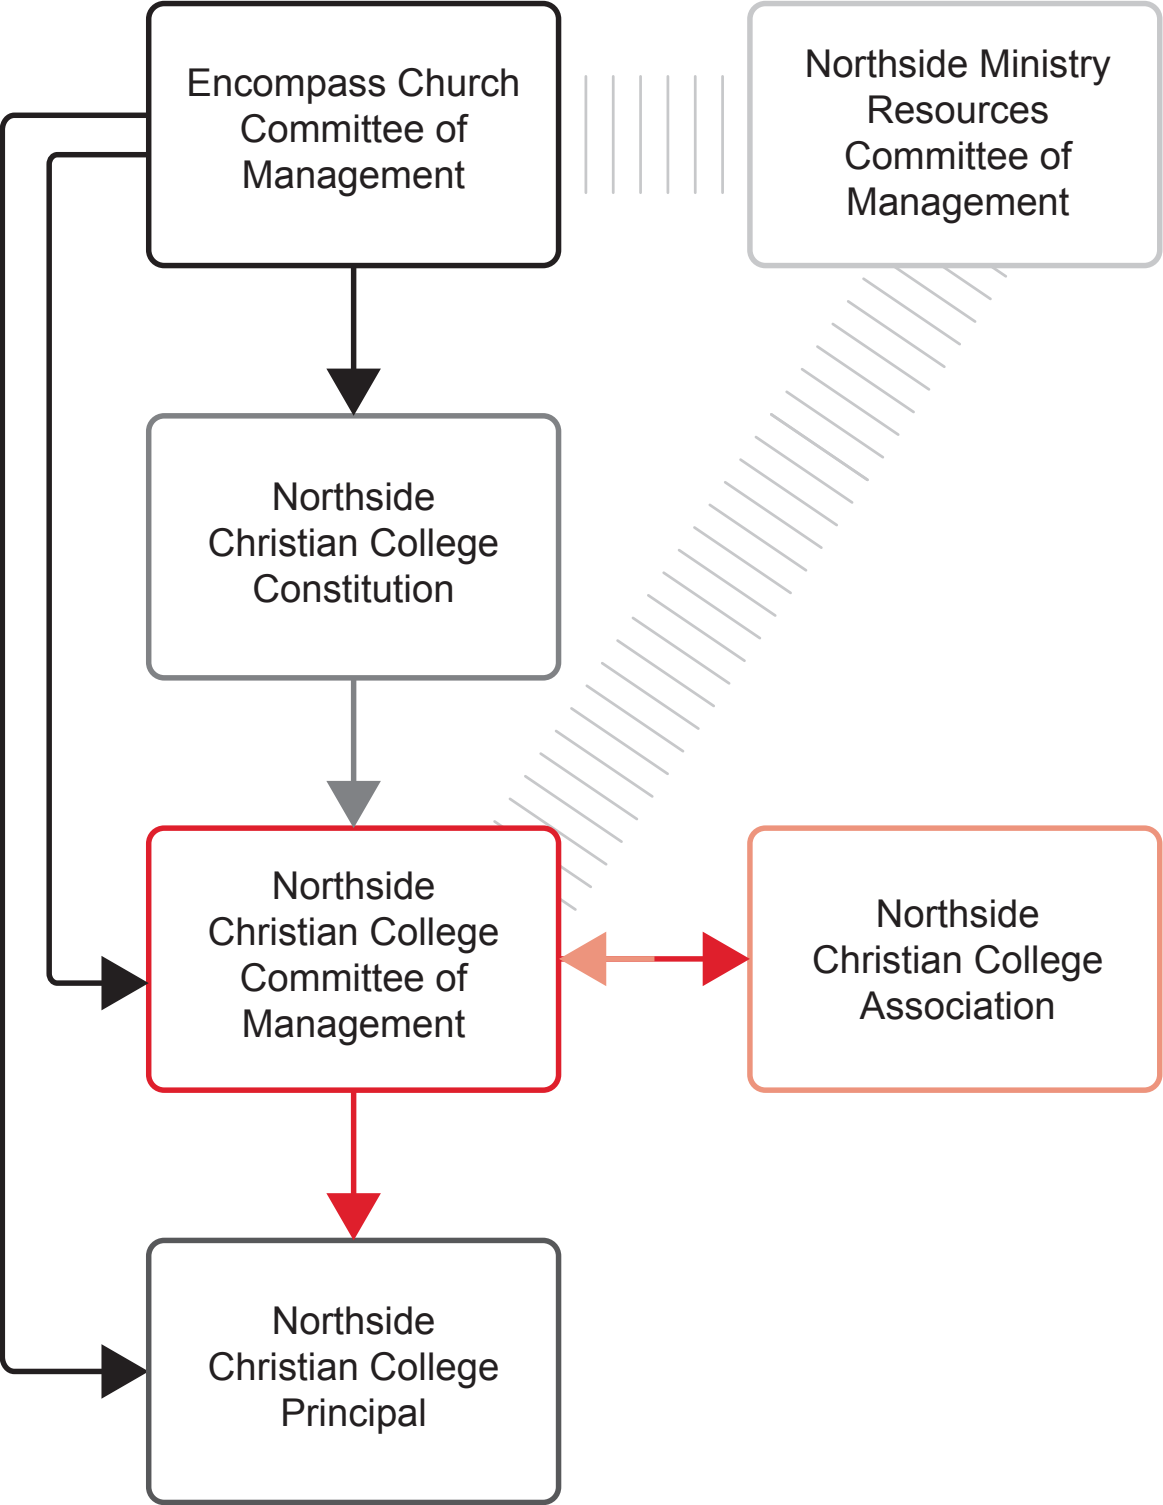 Encompass Church
Committee of
Management
Northside Ministry
Resources
Committee of
Management
Northside
Christian College
Constitution
Northside
Christian College
Committee of
Management
Northside
Christian College
Association
Northside
Christian College
Principal